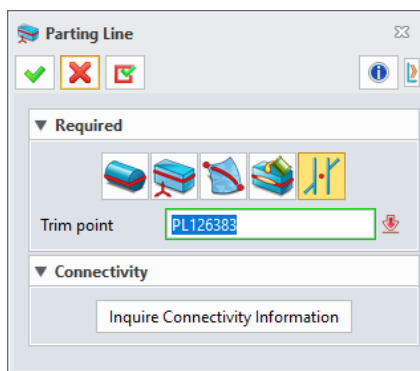 Parting Line
Required
Trim point PL126383
Connectivity
Inquire Connectivity Information